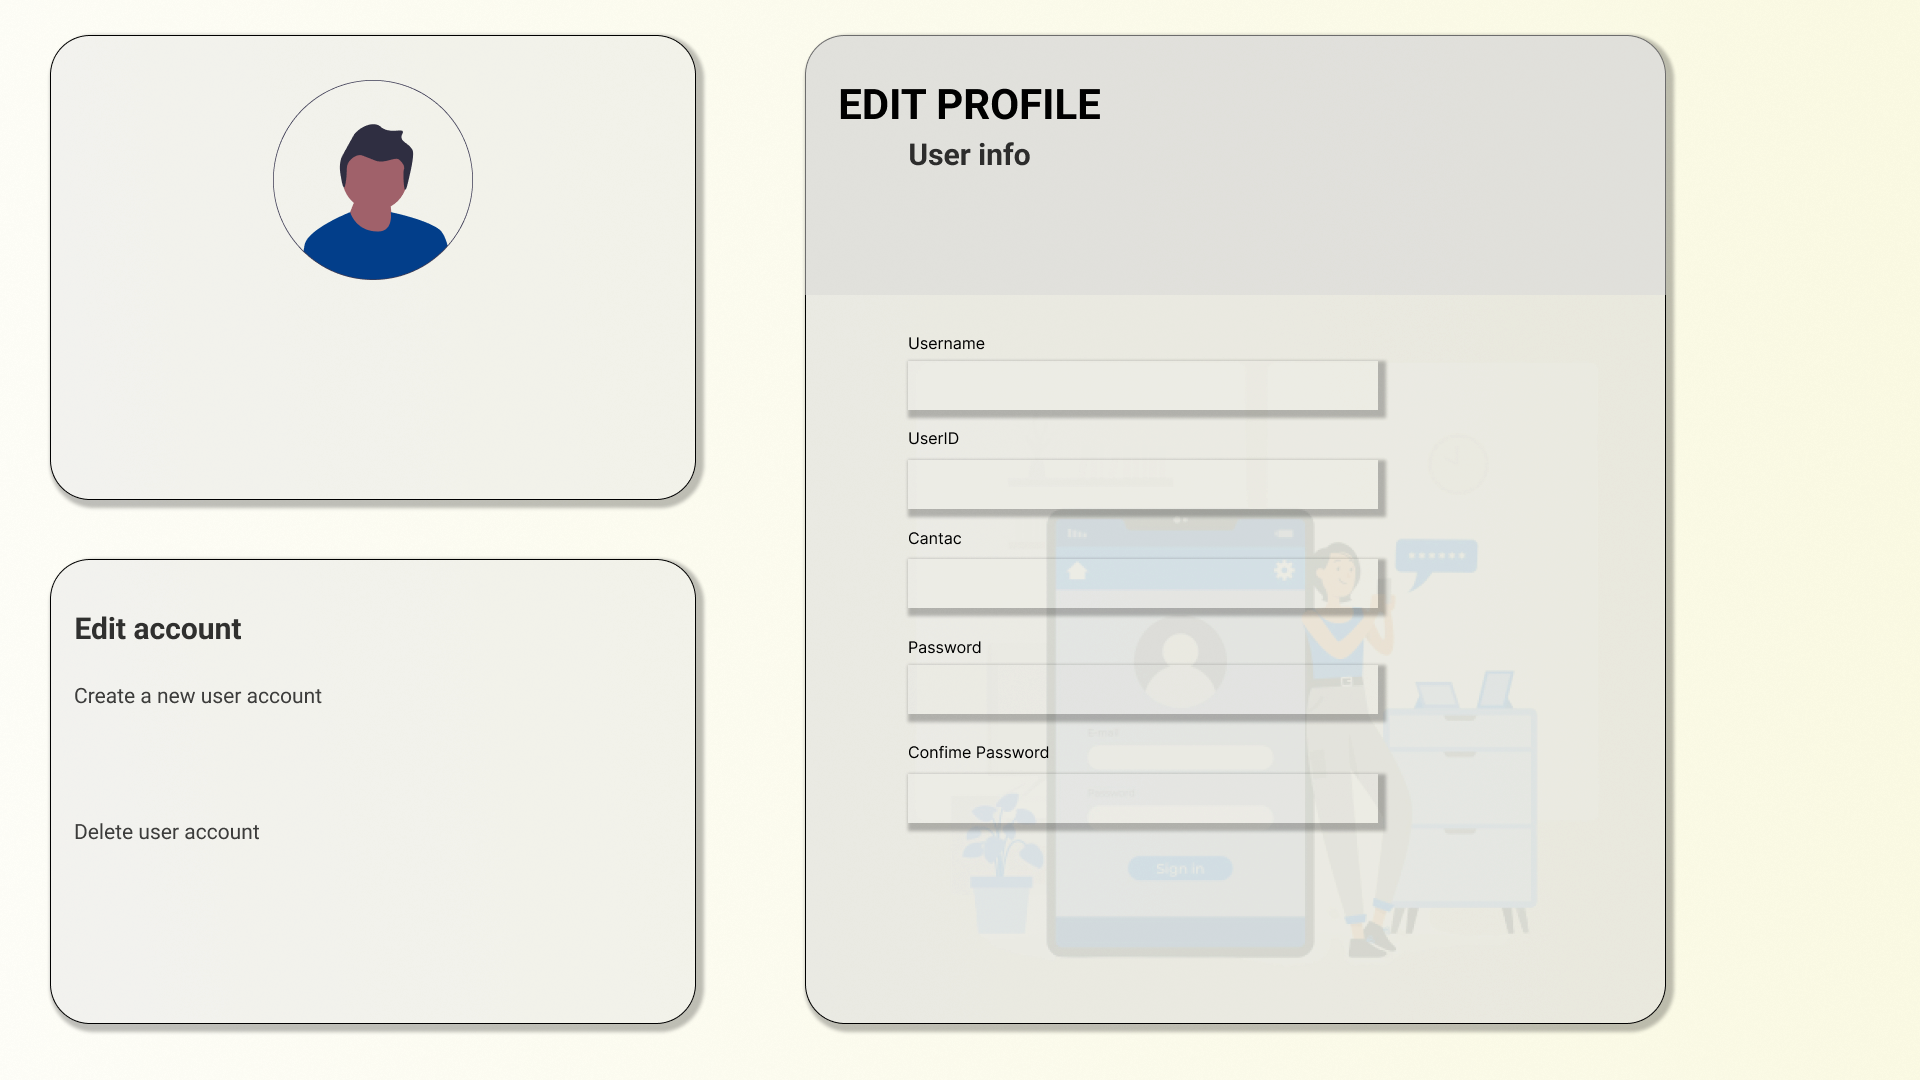 EDIT PROFILE
User info
Username
UserID
Cantac
Password
Confime Password
Sign in
Edit account
Create a new user account
Delete user account